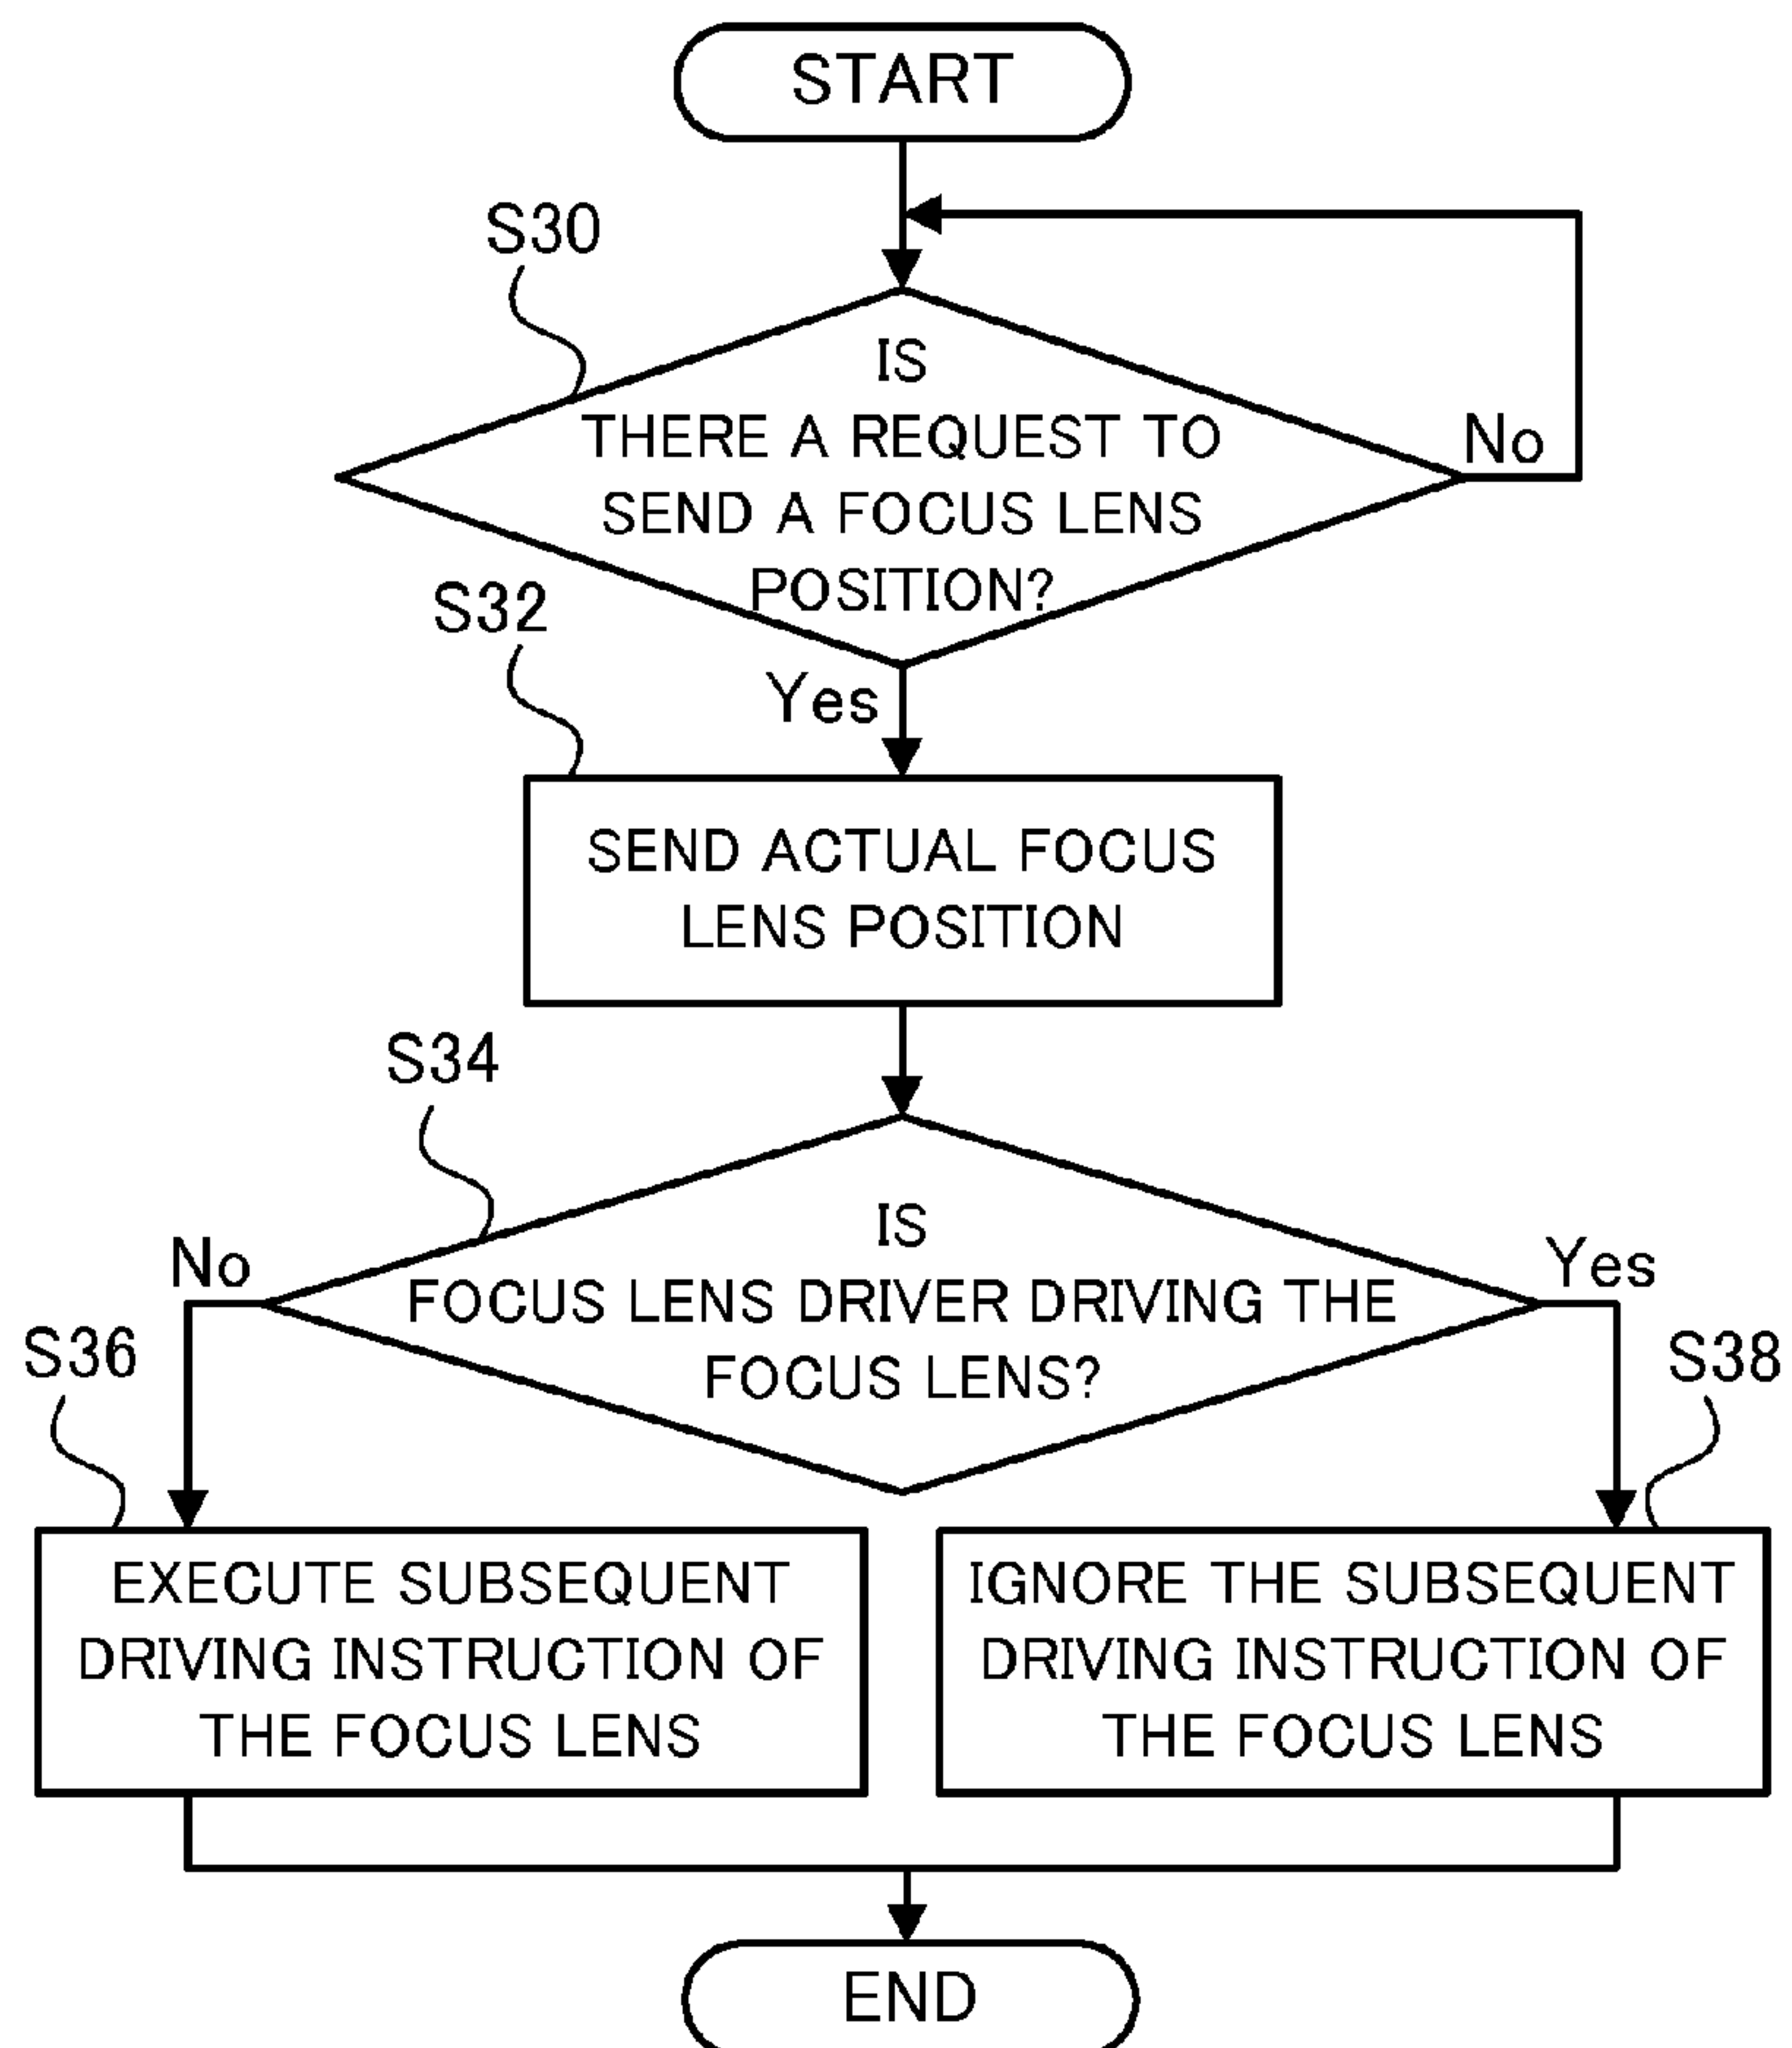 START
S30
IS
THERE A REQUEST TO
SEND A FOCUS LENS
POSITION?
No
S32
Yes
SEND ACTUAL FOCUS
LENS POSITION
S34
IS
FOCUS LENS DRIVER DRIVING THE
FOCUS LENS?
No
Yes
S36
S38
EXECUTE SUBSEQUENT
DRIVING INSTRUCTION OF
THE FOCUS LENS
IGNORE THE SUBSEQUENT
DRIVING INSTRUCTION OF
THE FOCUS LENS
END